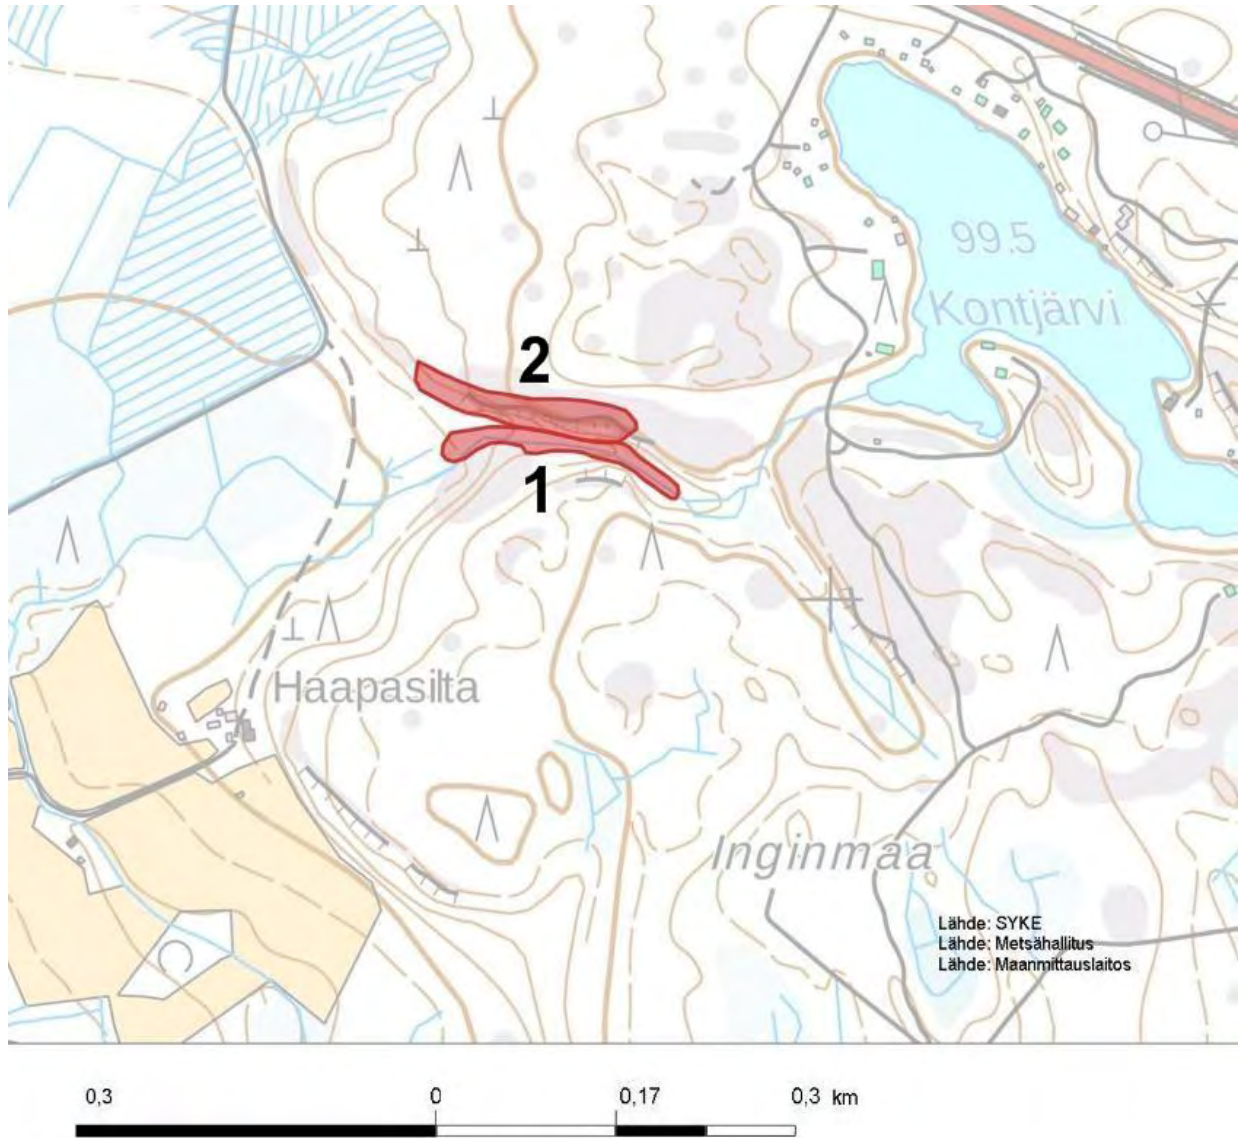 99.5
Kontjärvi
2
1
Haapasilta
Inginmaa
Lähde: SYKE
Lähde: Metsähallitus
Lähde: Maanmittauslaitos
0,3 0 0,17 0,3 km